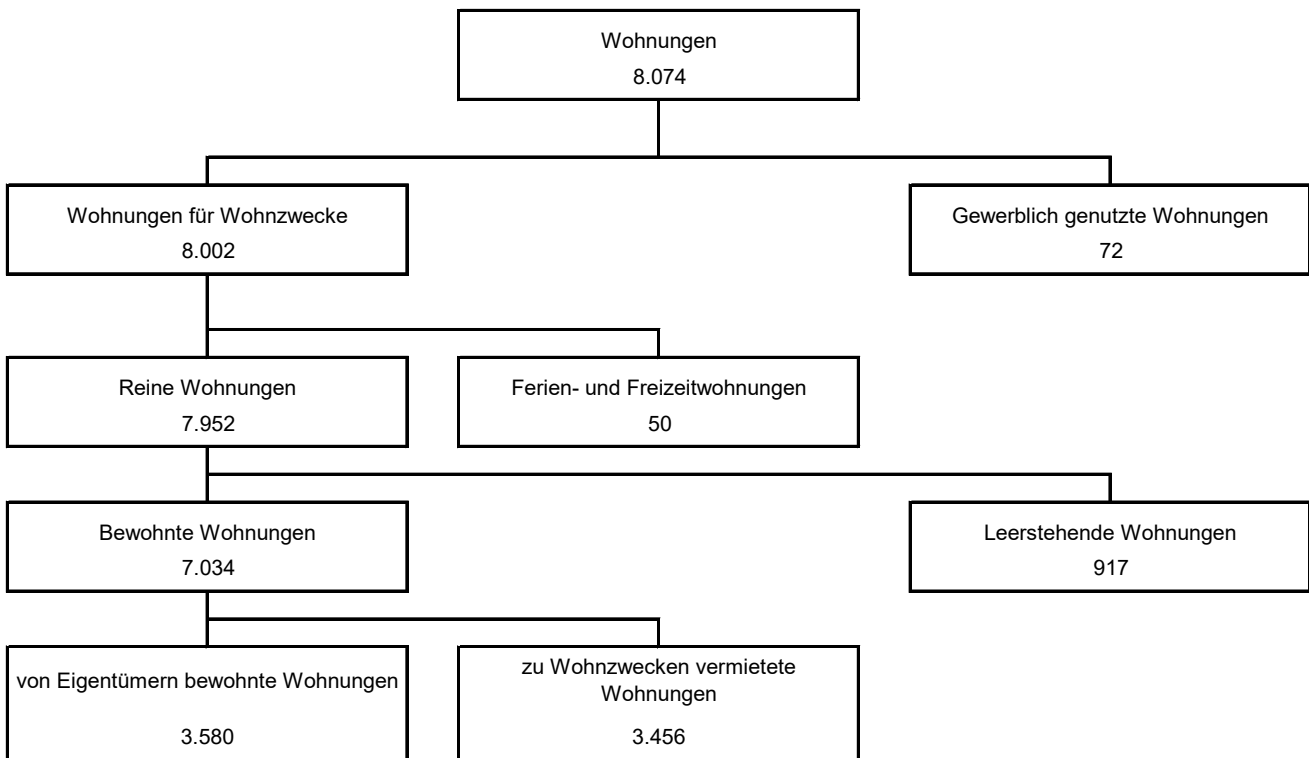 Wohnungen
8.074
Wohnungen für Wohnzwecke
8.002
Gewerblich genutzte Wohnungen
72
Reine Wohnungen
7.952
Ferien- und Freizeitwohnungen
50
Bewohnte Wohnungen
7.034
Leerstehende Wohnungen
917
von Eigentümern bewohnte Wohnungen
3.580
zu Wohnzwecken vermietete
Wohnungen
3.456